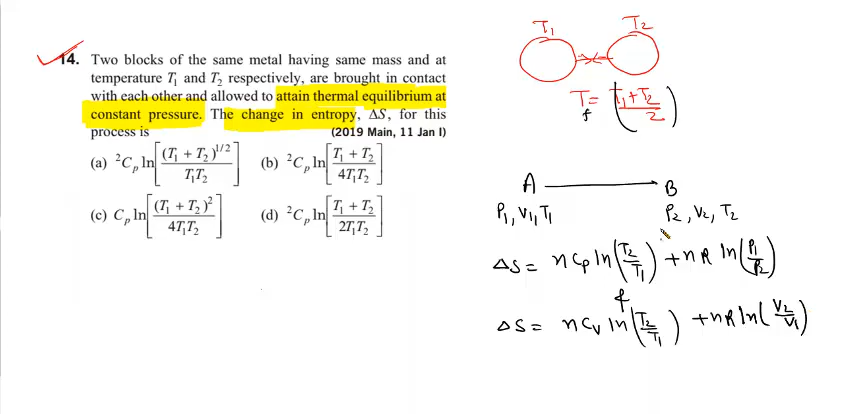 14. Two blocks of the same metal having same mass and at
temperature T₁ and T₂ respectively, are brought in contact
with each other and allowed to attain thermal equilibrium at
constant pressure. The change in entropy, ΔS, for this
process is (2019 Main, 11 Jan I)
(a) ²Cₚ ln[(T₁ + T₂)^1/2 / T₁T₂] (b) ²Cₚ ln[T₁ + T₂ / 4T₁T₂]
(c) Cₚ ln[(T₁ + T₂)² / 4T₁T₂] (d) ²Cₚ ln[T₁ + T₂ / 2T₁T₂]
T₁ T₂
T_f = (T₁ + T₂ / 2)
A B
P₁, V₁, T₁ P₂, V₂, T₂
ΔS = nCp ln(T₂/T₁) + nR ln(P₁/P₂)
f
ΔS = nCv ln(T₂/T₁) + nR ln(V₂/V₁)